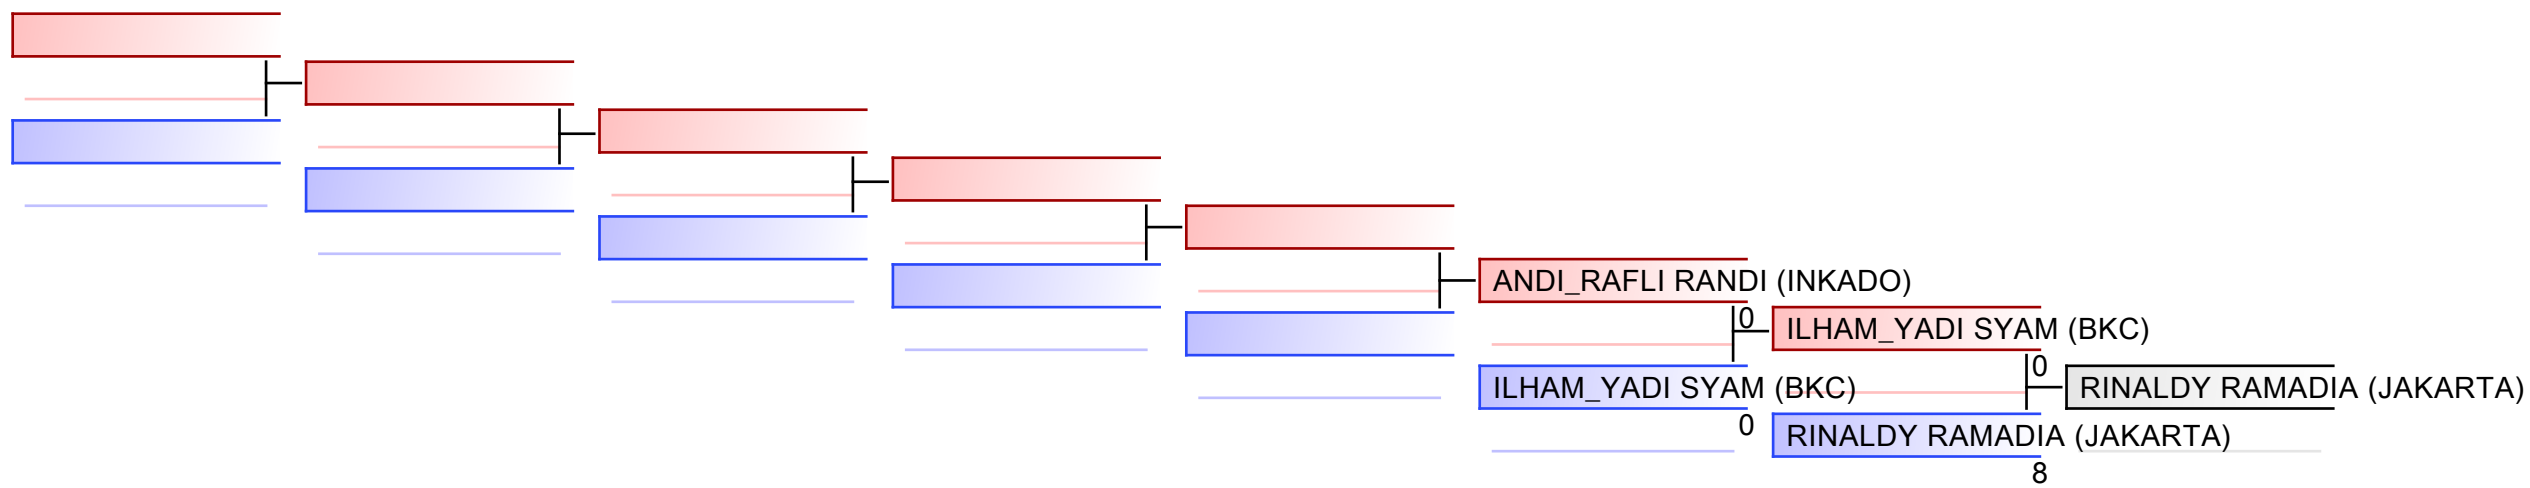 ANDI_RAFLI RANDI (INKADO)
0
ILHAM_YADI SYAM (BKC)
0
ILHAM_YADI SYAM (BKC)
0
RINALDY RAMADIA (JAKARTA)
8
RINALDY RAMADIA (JAKARTA)